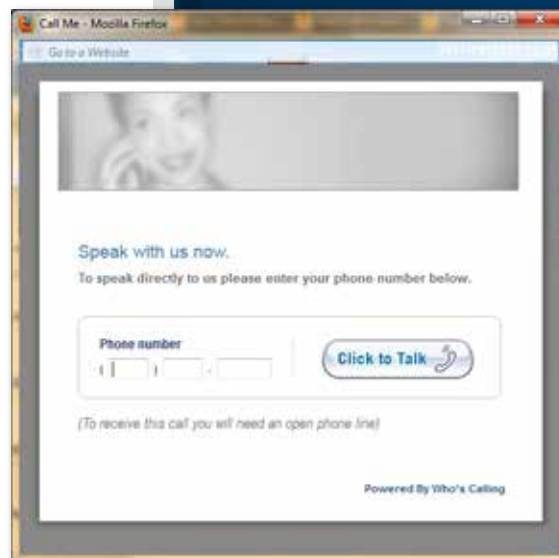 Call Me - Mozilla Firefox
Go to a Website
Speak with us now.
To speak directly to us please enter your phone number below.
Phone number
( ) -
Click to Talk
(To receive this call you will need an open phone line)
Powered By Who's Calling